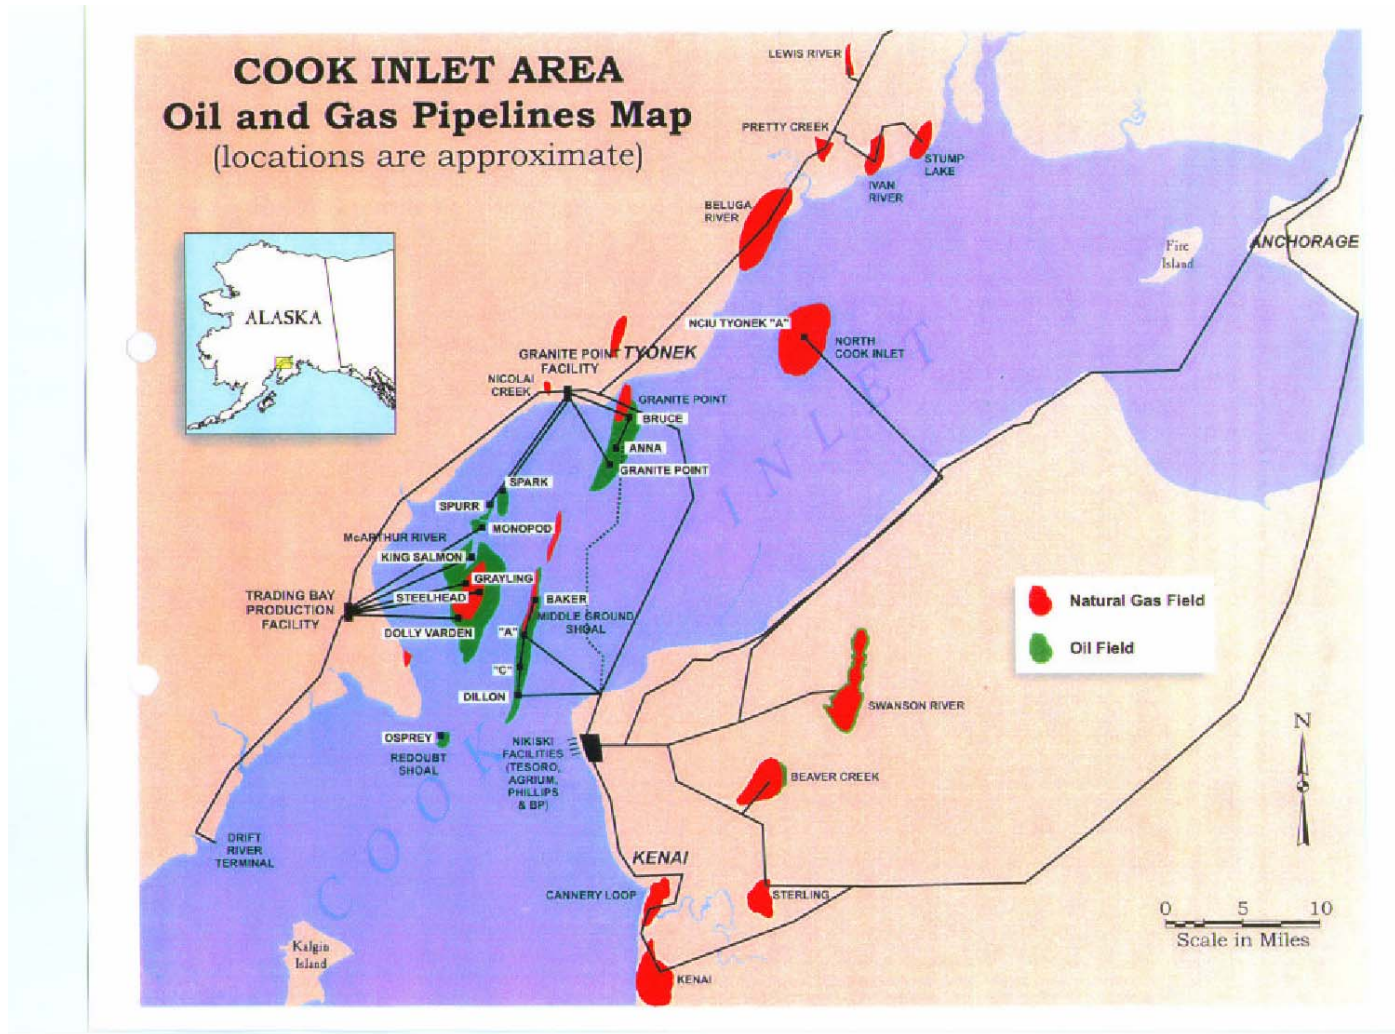 COOK INLET AREA
Oil and Gas Pipelines Map
(locations are approximate)
LEWIS RIVER
PRETTY CREEK
STUMP
LAKE
IVAN
RIVER
BELUGA
RIVER
ANCHORAGE
Fire
Island
ALASKA
NCIU TYONEK "A"
NORTH
COOK INLET
GRANITE POINT
FACILITY
TYONEK
NICOLAI
CREEK
GRANITE POINT
BRUCE
ANNA
GRANITE POINT
SPARK
SPURR
MONOPOD
McARTHUR RIVER
KING SALMON
GRAYLING
STEELHEAD
DOLLY VARDEN
TRADING BAY
PRODUCTION
FACILITY
BAKER
MIDDLE GROUND
SHOAL
"A"
"C"
DILLON
OSPREY
REDOUBT
SHOAL
NIKISKI
FACILITIES
(TESORO,
AGRIUM,
PHILLIPS
& BP)
COOK INLET
Natural Gas Field
Oil Field
SWANSON RIVER
BEAVER CREEK
N
DRIFT
RIVER
TERMINAL
KENAI
CANNERY LOOP
STERLING
KENAI
Kalgin
Island
0 5 10
Scale in Miles